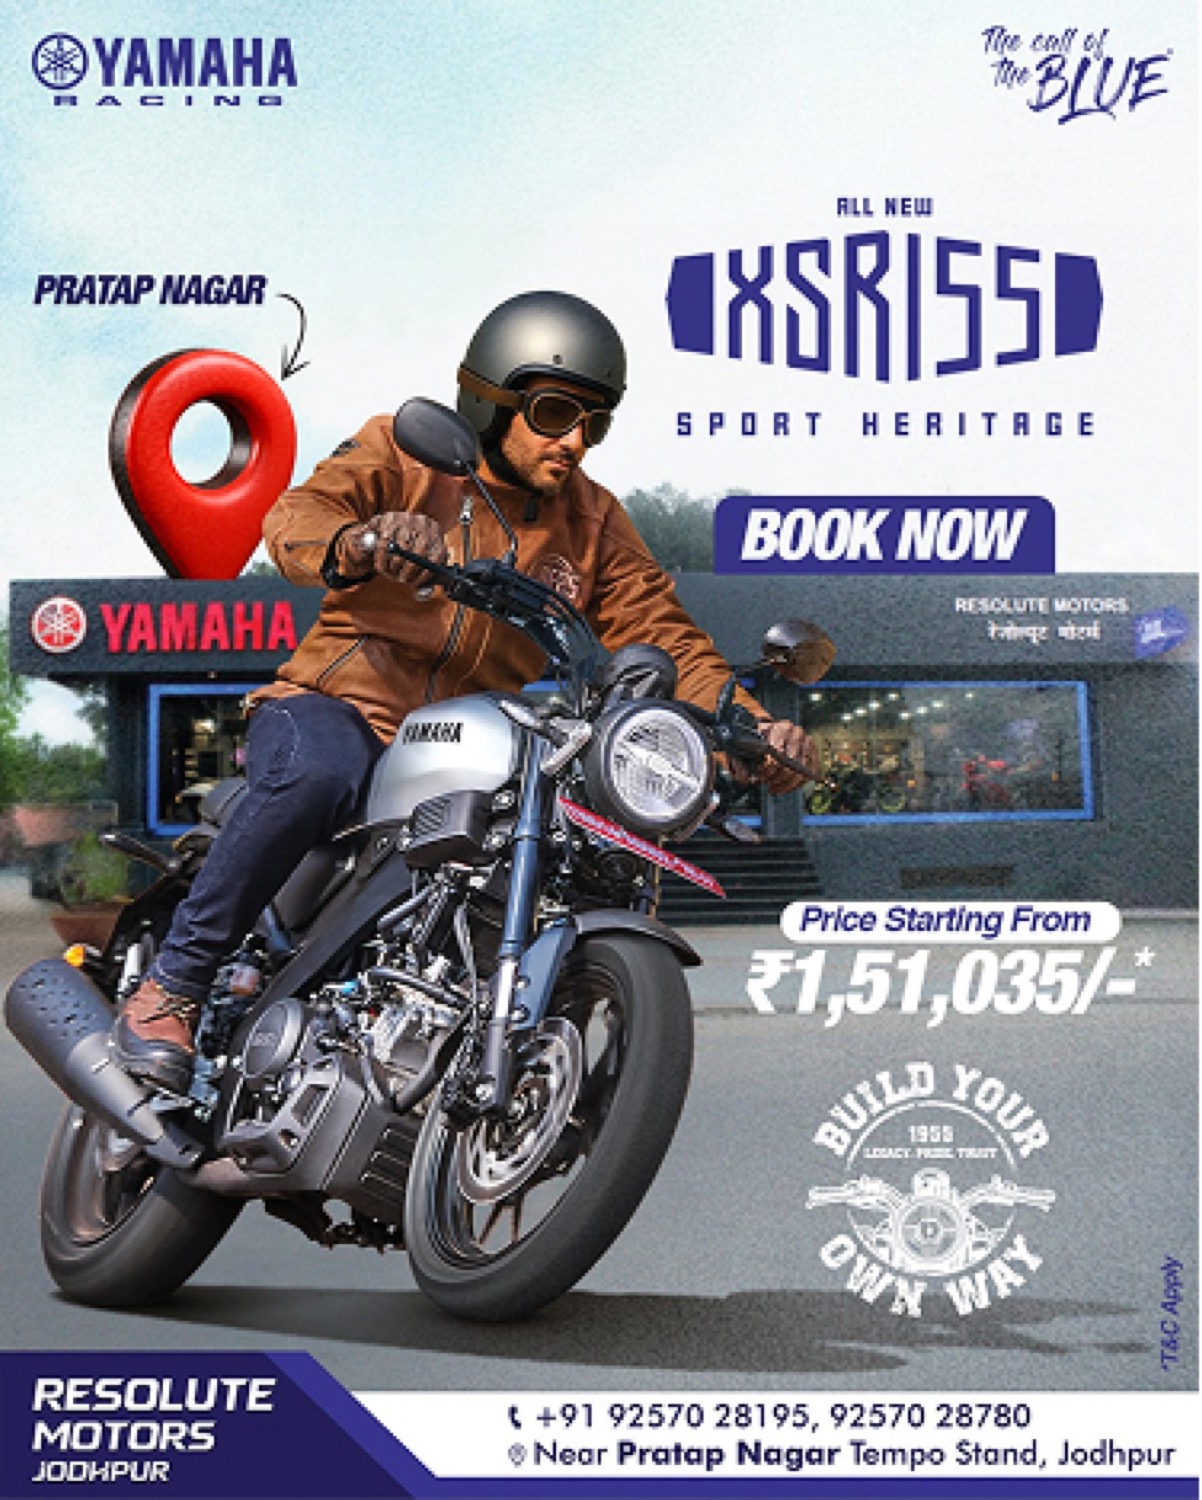 YAMAHA
RACING
The call of
The BLUE
ALL NEW
XSR155
SPORT HERITAGE
PRATAP NAGAR
BOOK NOW
YAMAHA
RESOLUTE MOTORS
रेजोल्यूट मोटर्स
YAMAHA
Price Starting From
₹1,51,035/-*
BUILD YOUR
1955
LEGACY. PRIDE. TRUST
OWN WAY
*T&C Apply
RESOLUTE
MOTORS
JODHPUR
+91 92570 28195, 92570 28780
Near Pratap Nagar Tempo Stand, Jodhpur